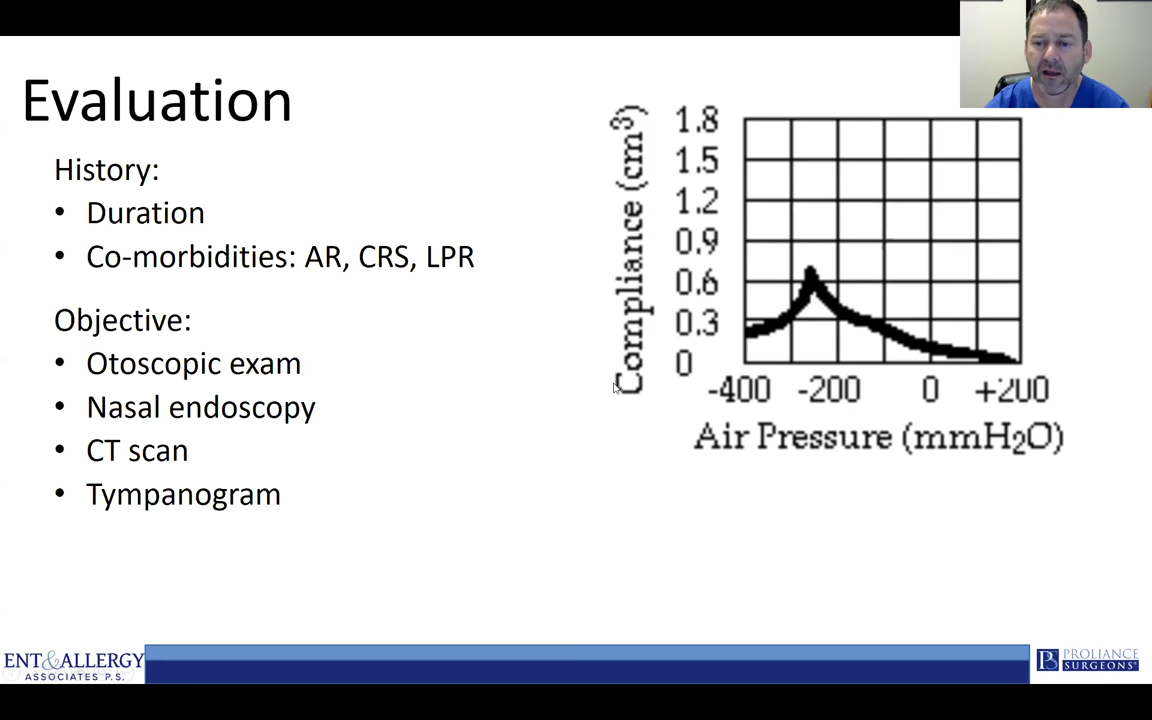 Evaluation
History:
• Duration
• Co-morbidities: AR, CRS, LPR
Objective:
• Otoscopic exam
• Nasal endoscopy
• CT scan
• Tympanogram
Compliance (cm³)
1.8
1.5
1.2
0.9
0.6
0.3
0
-400 -200 0 +200
Air Pressure (mmH₂O)
ENT&ALLERGY
ASSOCIATES P.S.
PROLIANCE
SURGEONS®